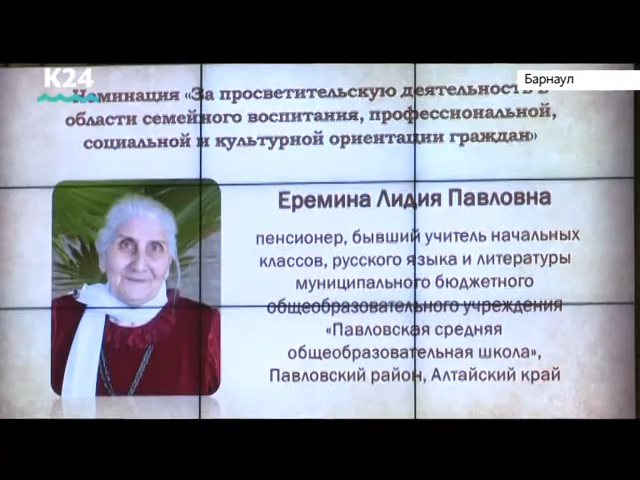 К24
Барнаул
Номинация «За просветительскую деятельность в
области семейного воспитания, профессиональной,
социальной и культурной ориентации граждан»
Еремина Лидия Павловна
пенсионер, бывший учитель начальных
классов, русского языка и литературы
муниципального бюджетного
общеобразовательного учреждения
«Павловская средняя
общеобразовательная школа»,
Павловский район, Алтайский край